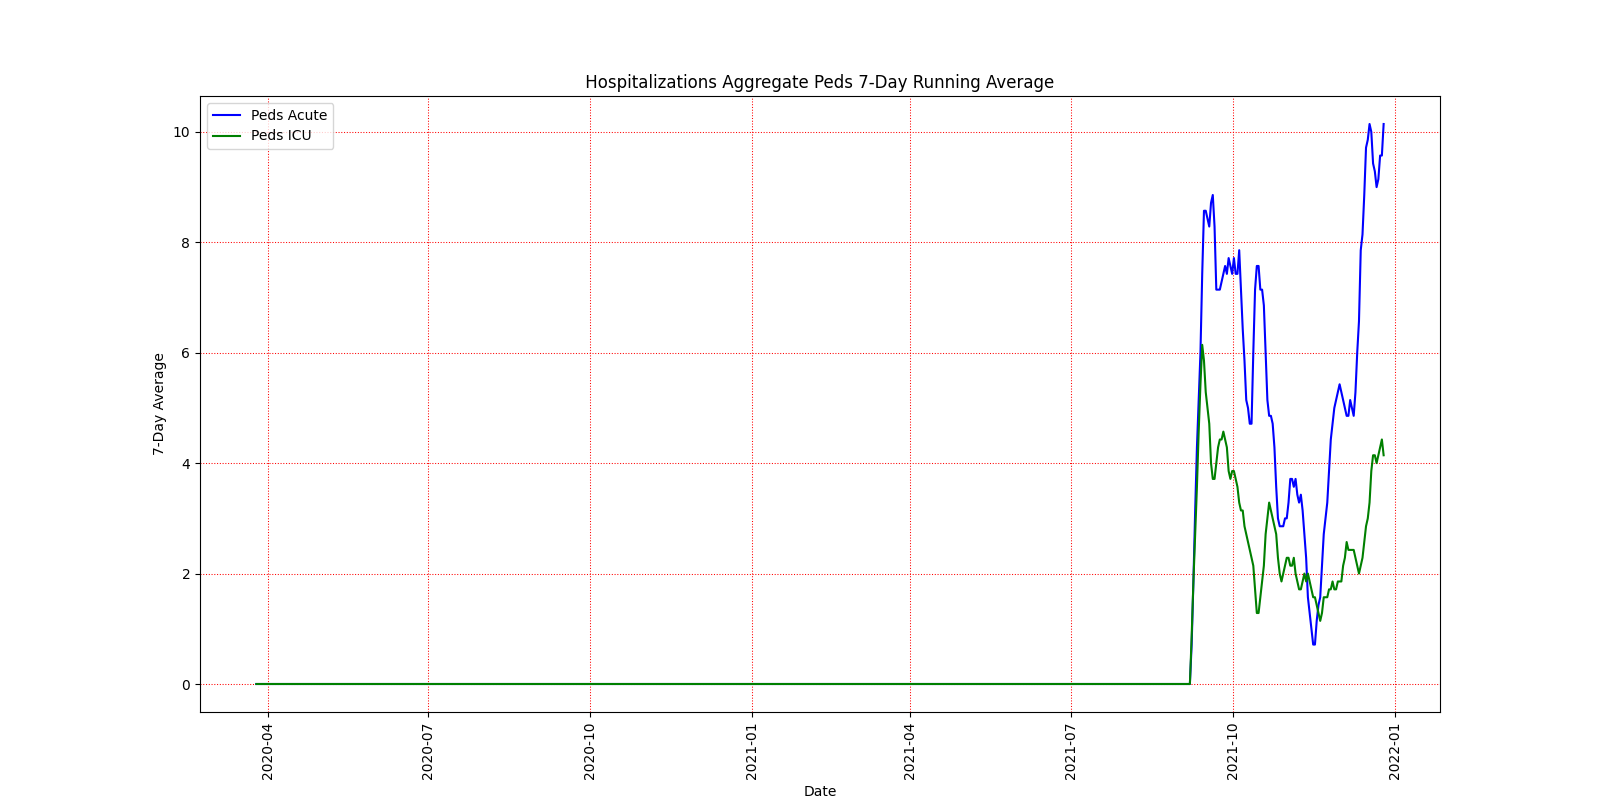 Hospitalizations Aggregate Peds 7-Day Running Average
Peds Acute
Peds ICU
7-Day Average
10
8
6
4
2
0
2020-04
2020-07
2020-10
2021-01
2021-04
2021-07
2021-10
2022-01
Date